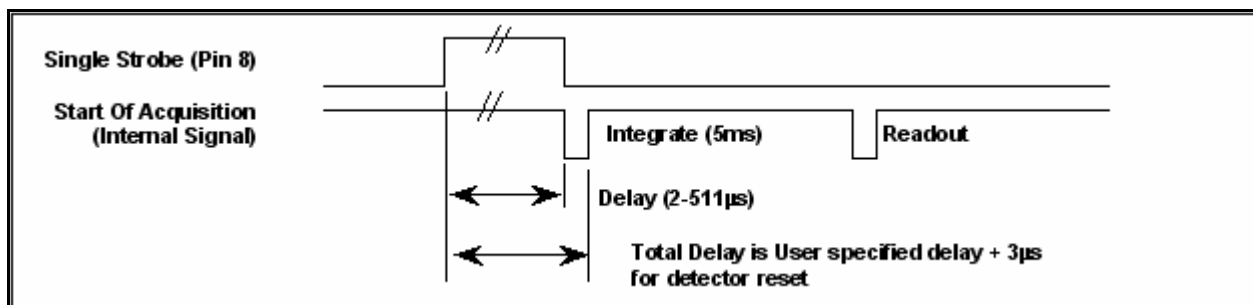 Single Strobe (Pin 8)
Start Of Acquisition
(Internal Signal)
Integrate (5ms)
Readout
Delay (2-511µs)
Total Delay is User specified delay + 3µs
for detector reset